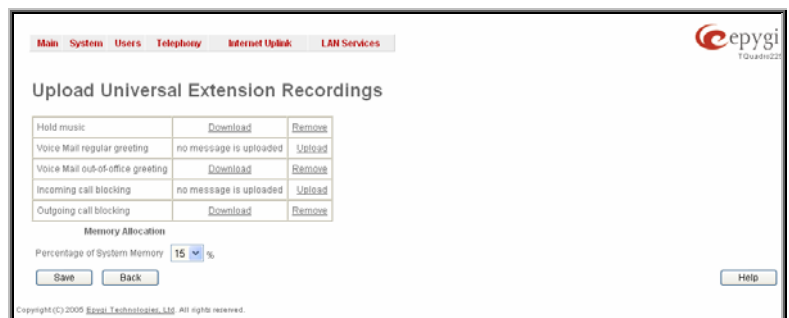 Main System Users Telephony Internet Uplink LAN Services
epygi
TQuadro225
Upload Universal Extension Recordings
Hold music Download Remove
Voice Mail regular greeting no message is uploaded Upload
Voice Mail out-of-office greeting Download Remove
Incoming call blocking no message is uploaded Upload
Outgoing call blocking Download Remove
Memory Allocation
Percentage of System Memory 15 %
Save Back Help
Copyright (C) 2005 Epygi Technologies, Ltd. All rights reserved.